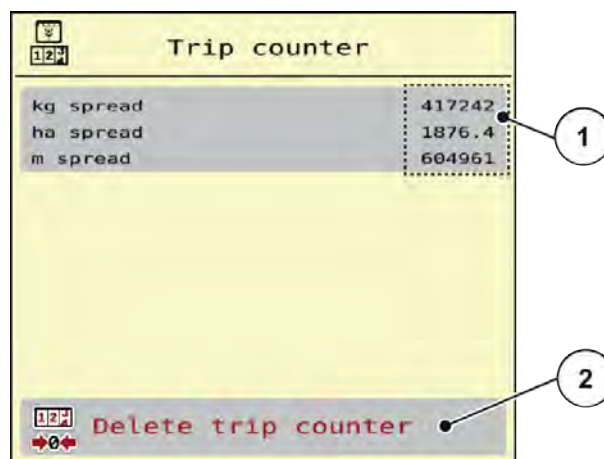 Trip counter
kg spread 417242
ha spread 1876.4
m spread 604961
1
2
Delete trip counter